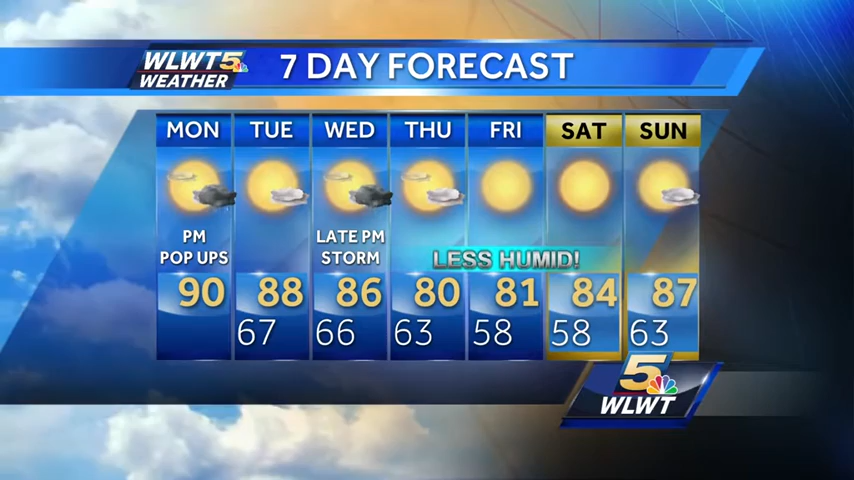 WLWT5
WEATHER
7 DAY FORECAST
MON TUE WED THU FRI SAT SUN
PM
POP UPS
LATE PM
STORM
LESS HUMID!
90 88 86 80 81 84 87
67 66 63 58 58 63
5
WLWT